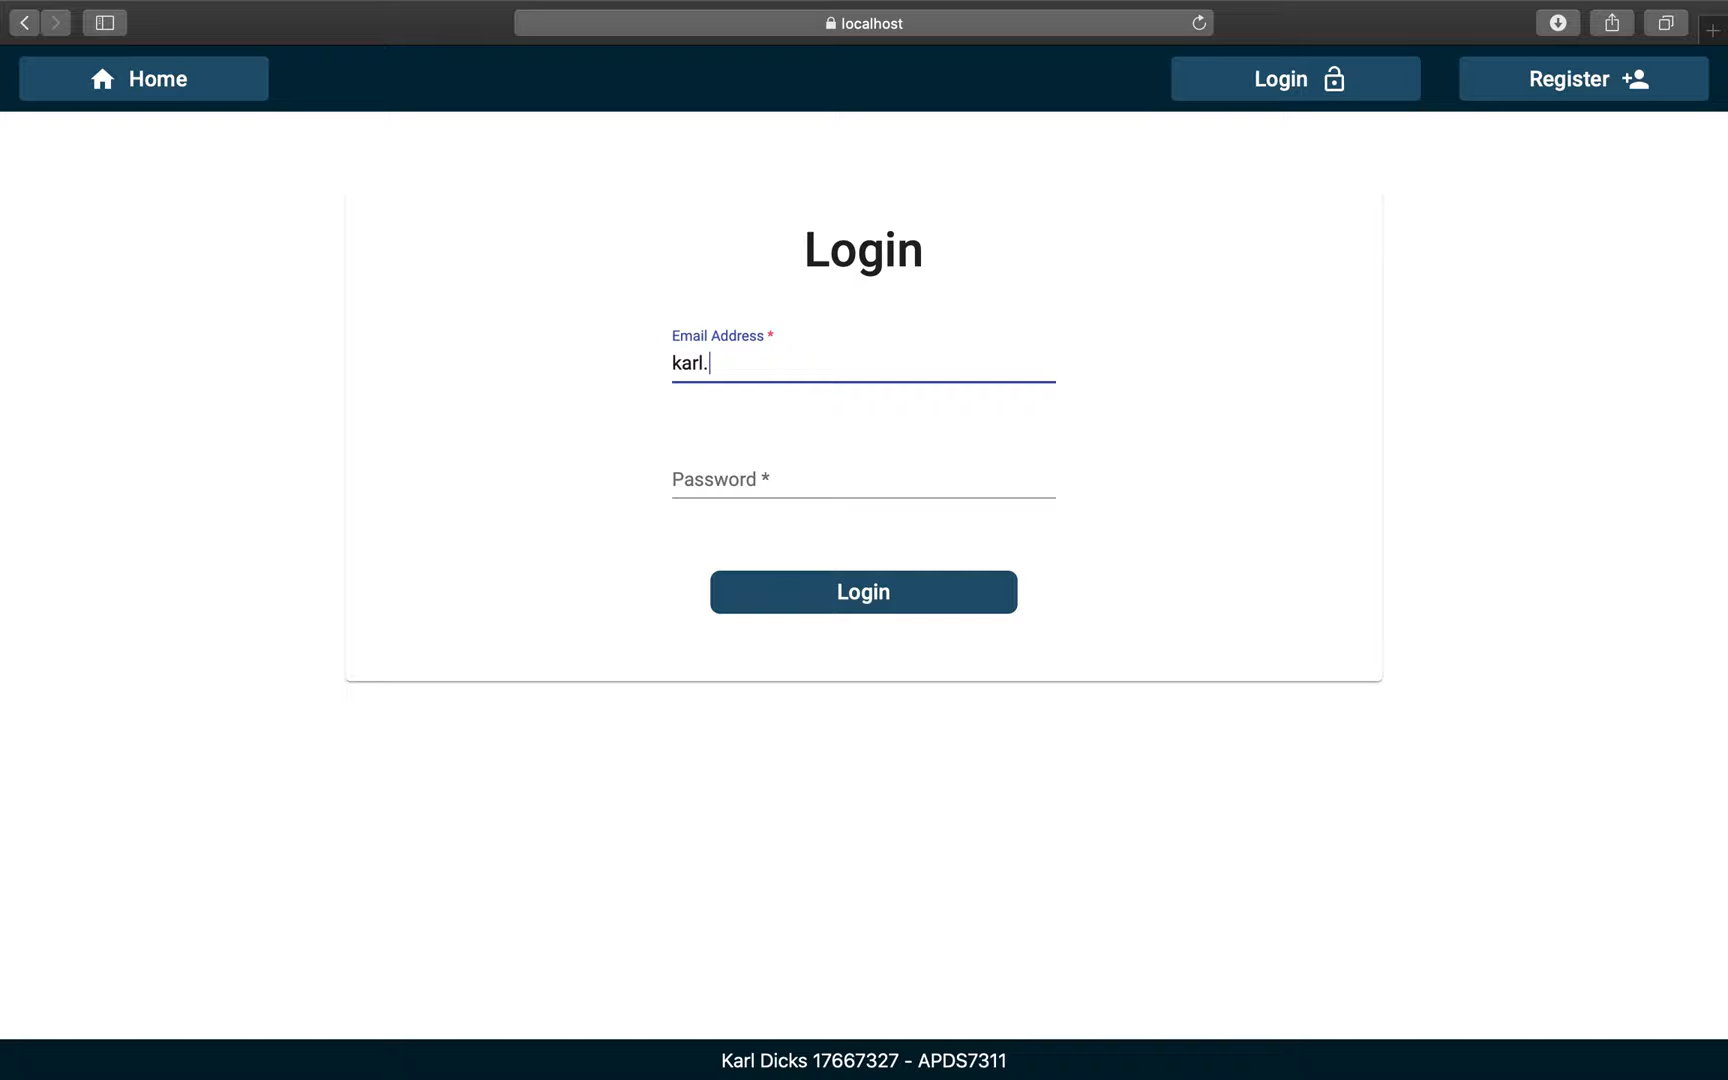 localhost
Home
Login
Register
Login
Email Address *
karl.
Password *
Login
Karl Dicks 17667327 - APDS7311